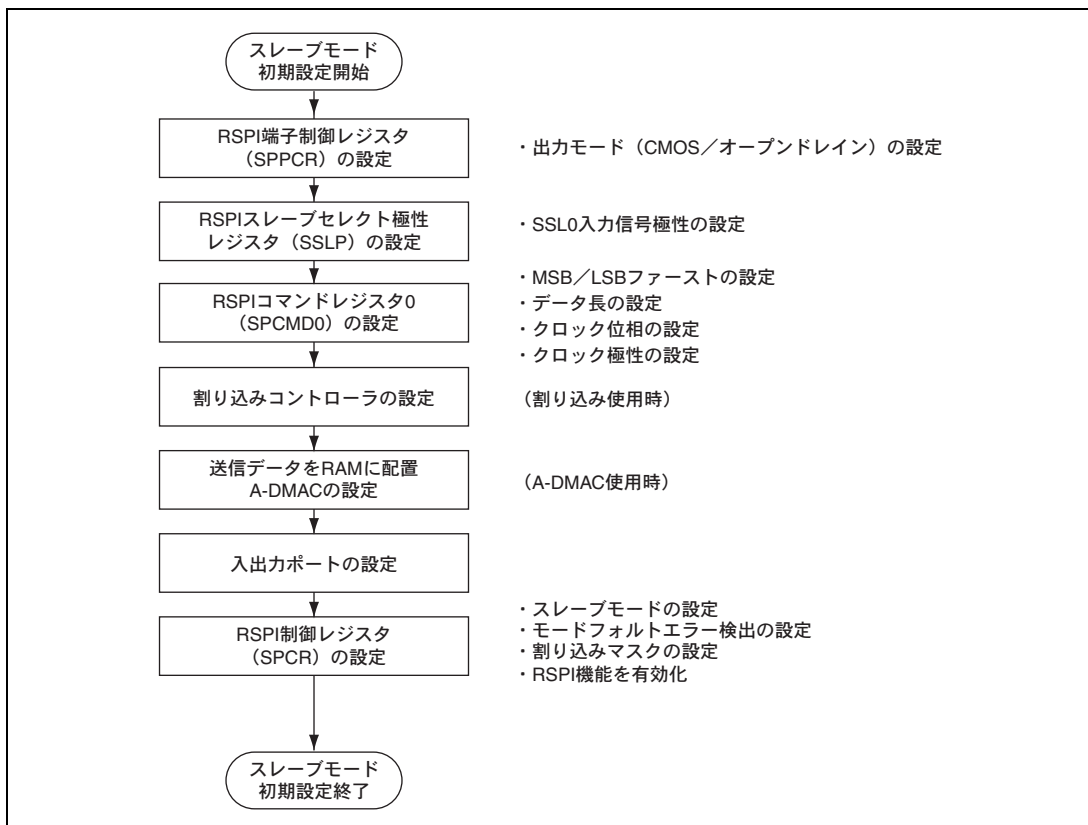 スレーブモード
初期設定開始
RSPI端子制御レジスタ
（SPPCR）の設定
・出力モード（CMOS／オープンドレイン）の設定
RSPIスレーブセレクト極性
レジスタ（SSLP）の設定
・SSL0入力信号極性の設定
RSPIコマンドレジスタ0
（SPCMD0）の設定
・MSB／LSBファーストの設定
・データ長の設定
・クロック位相の設定
・クロック極性の設定
割り込みコントローラの設定
（割り込み使用時）
送信データをRAMに配置
A-DMACの設定
（A-DMAC使用時）
入出力ポートの設定
RSPI制御レジスタ
（SPCR）の設定
・スレーブモードの設定
・モードフォルトエラー検出の設定
・割り込みマスクの設定
・RSPI機能を有効化
スレーブモード
初期設定終了